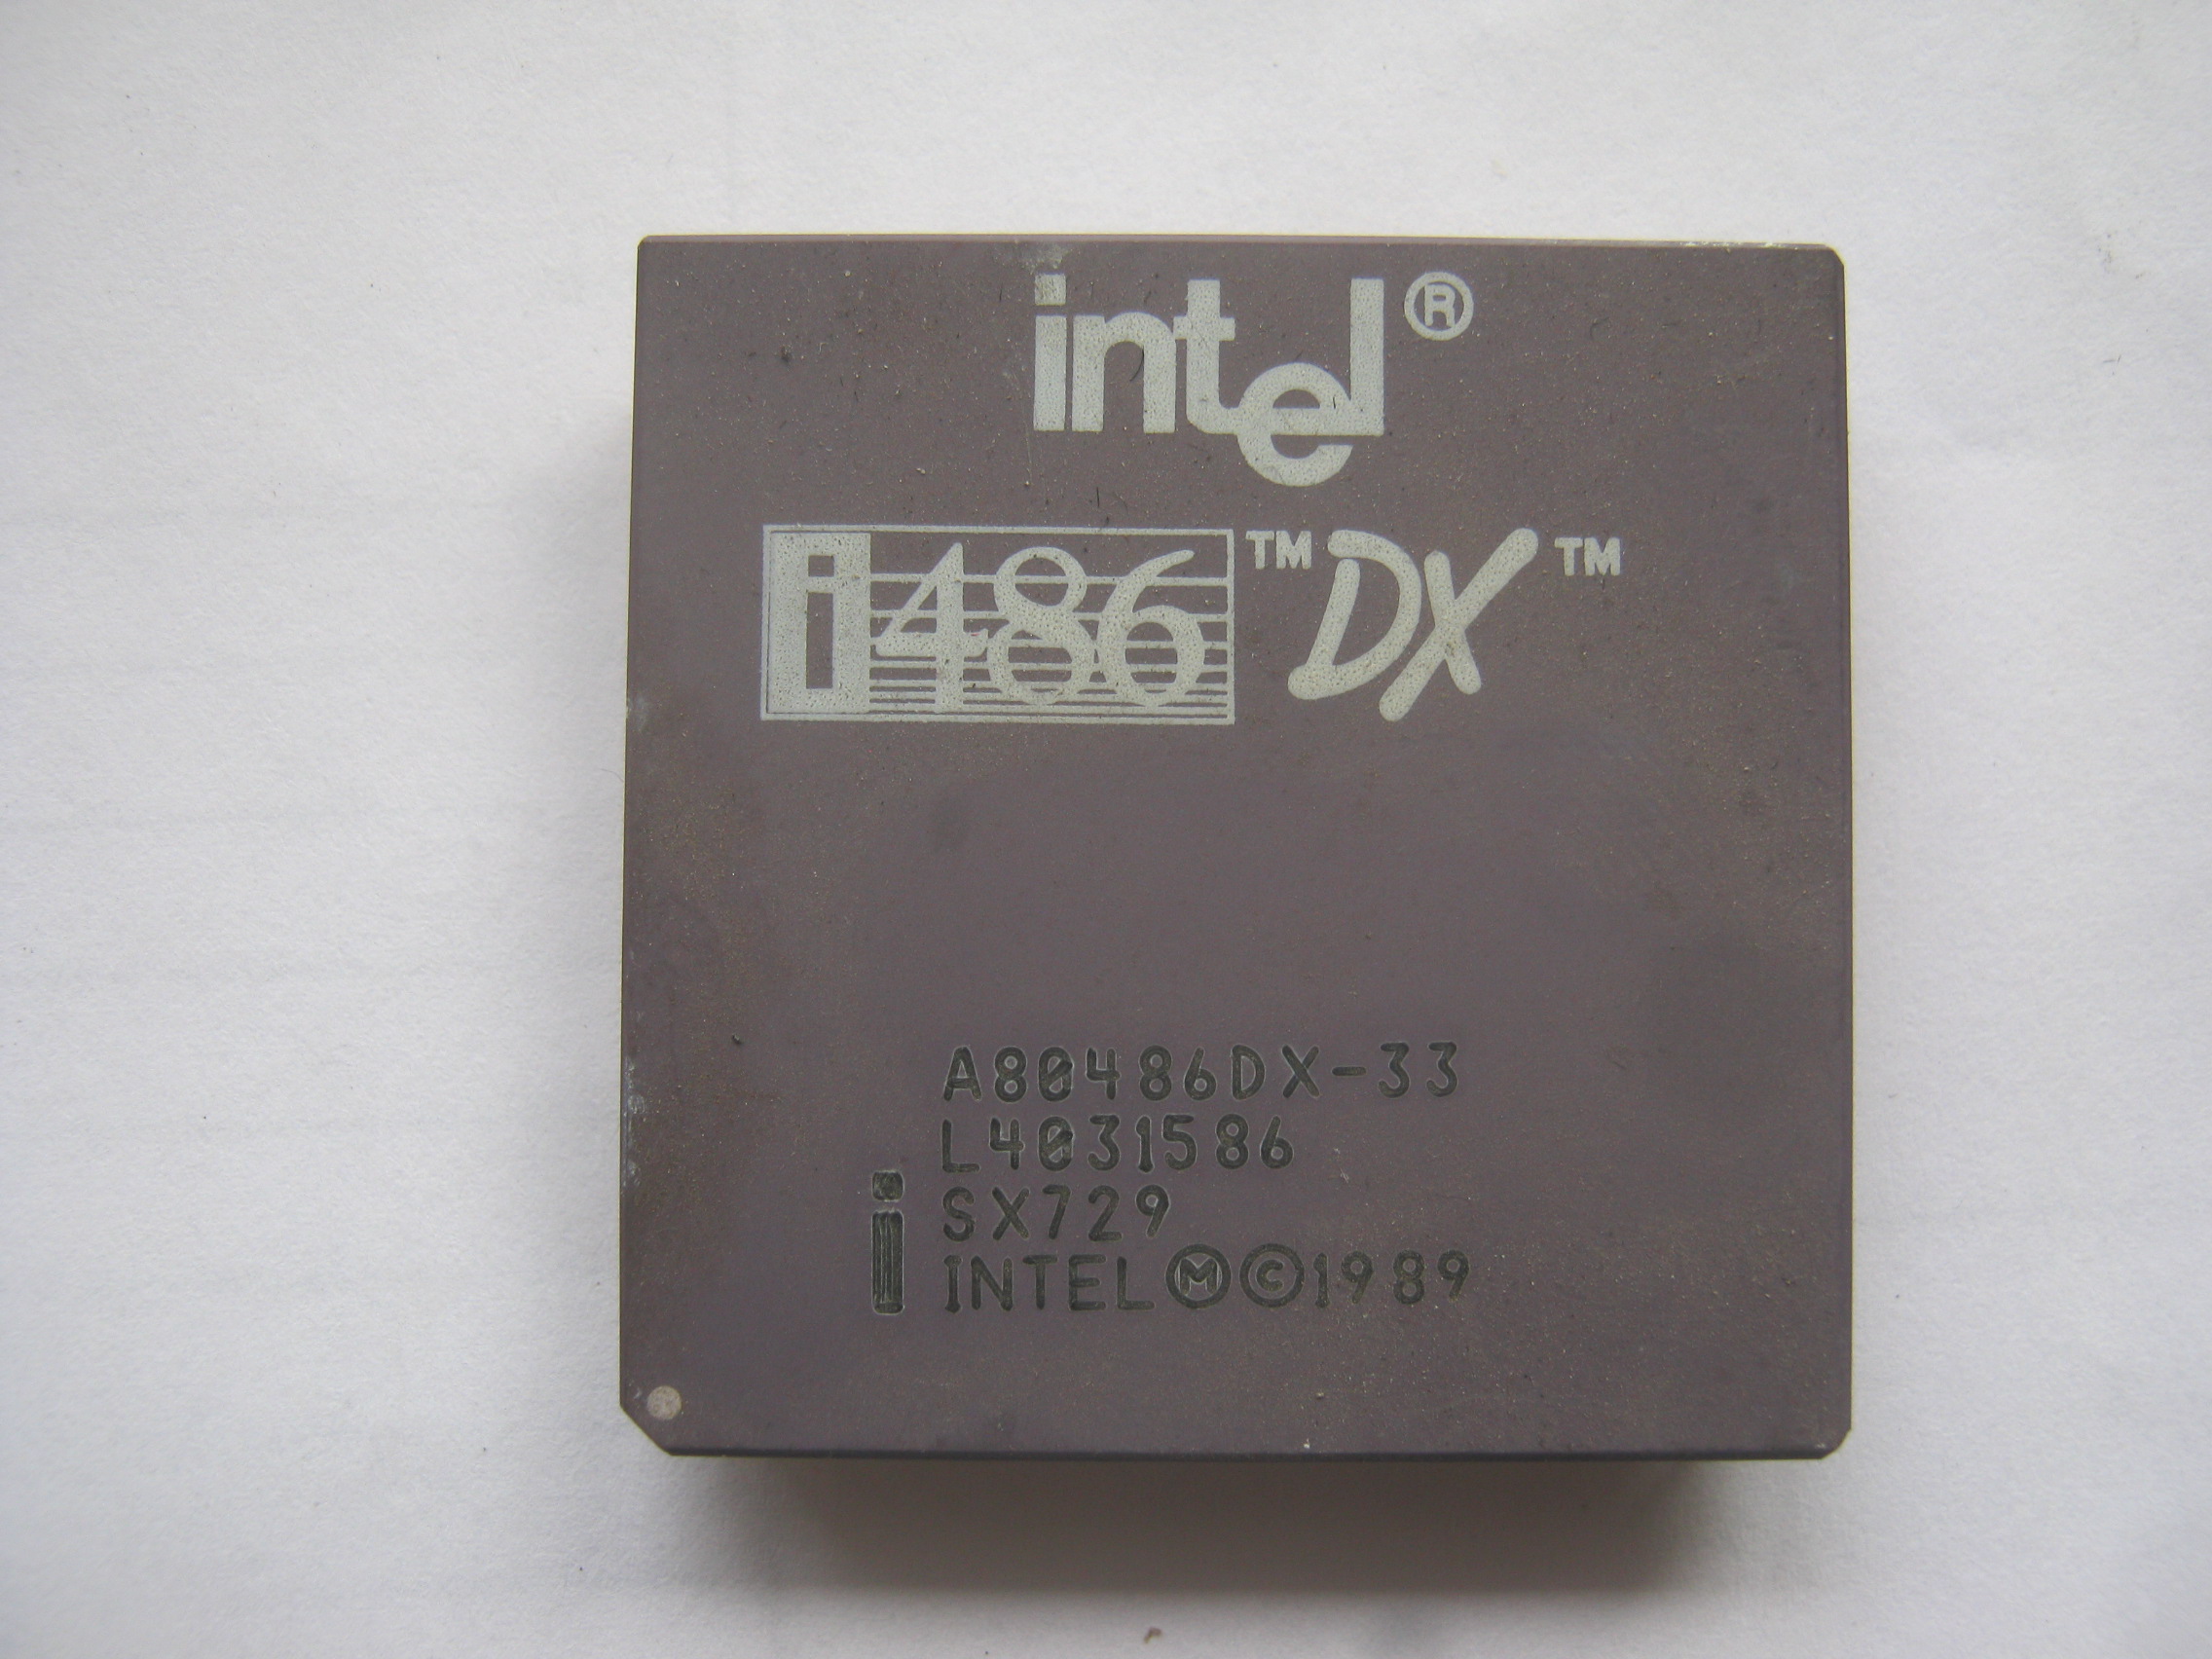 intel®
i486™ DX™
A80486DX-33
L4031586
SX729
i INTEL Ⓜ©1989